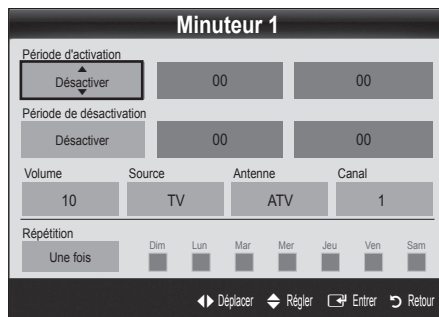 Minuteur 1
Période d'activation
Désactiver 00 00
Période de désactivation
Désactiver 00 00
Volume Source Antenne Canal
10 TV ATV 1
Répétition
Une fois Dim Lun Mar Mer Jeu Ven Sam
Déplacer Régler Entrer Retour